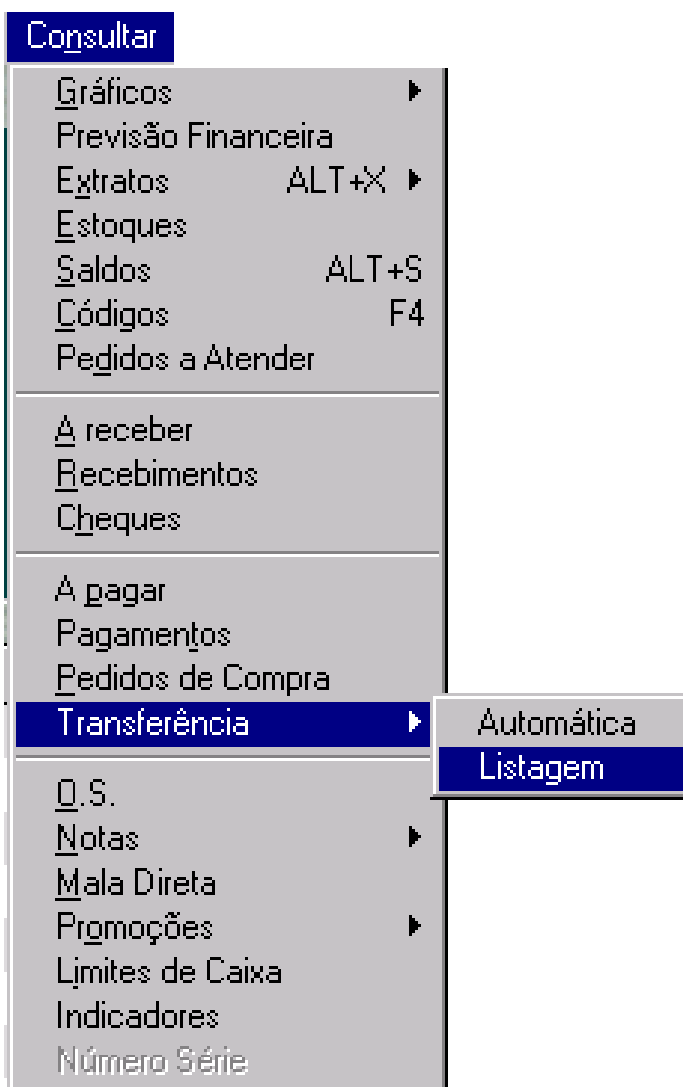 Consultar
Gráficos
Previsão Financeira
Extratos ALT+X
Estoques
Saldos ALT+S
Códigos F4
Pedidos a Atender
A receber
Recebimentos
Cheques
A pagar
Pagamentos
Pedidos de Compra
Transferência
Automática
Listagem
O.S.
Notas
Mala Direta
Promoções
Limites de Caixa
Indicadores
Número Série